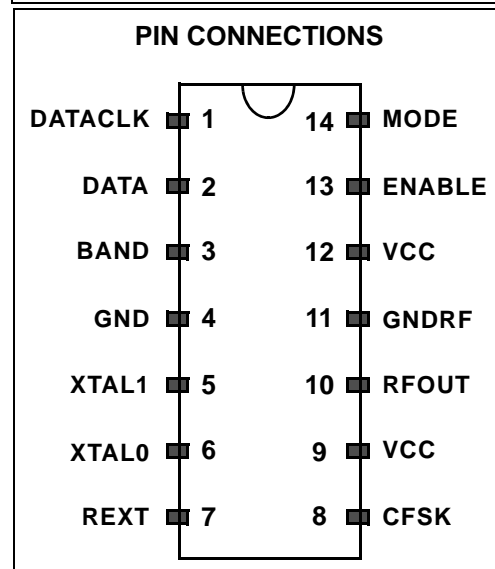 PIN CONNECTIONS
DATACLK 1 14 MODE
DATA 2 13 ENABLE
BAND 3 12 VCC
GND 4 11 GNDRF
XTAL1 5 10 RFOUT
XTAL0 6 9 VCC
REXT 7 8 CFSK